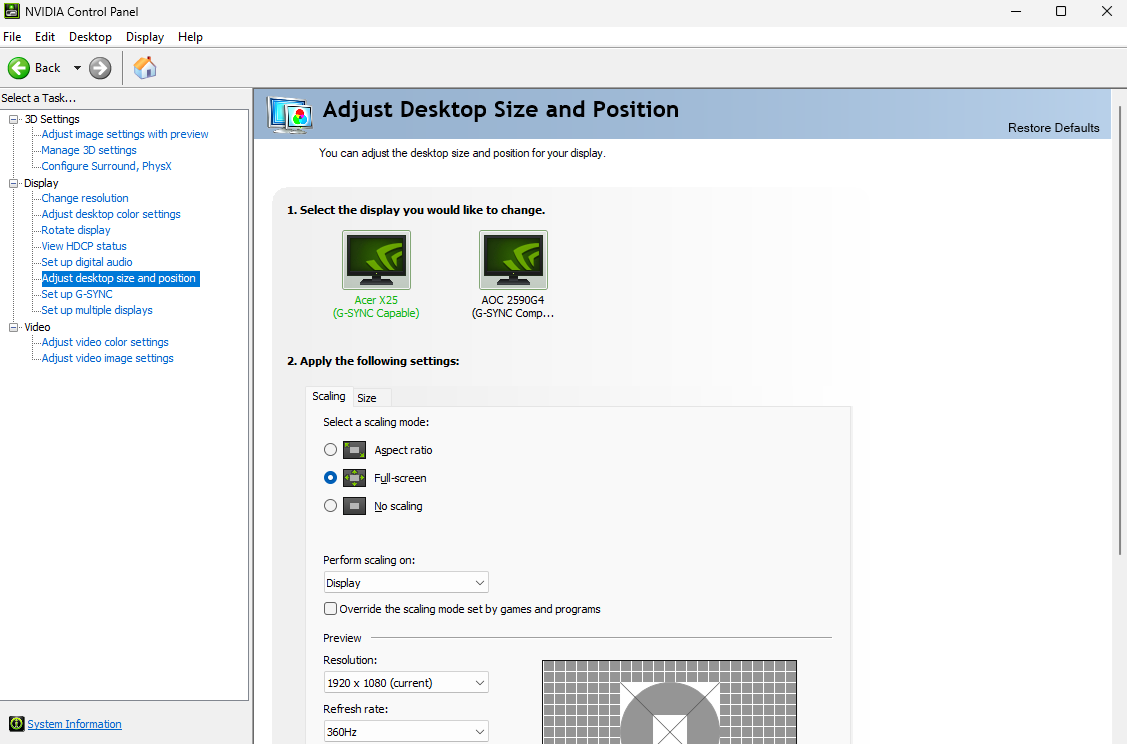 NVIDIA Control Panel
File Edit Desktop Display Help
Back
Select a Task...
3D Settings
Adjust image settings with preview
Manage 3D settings
Configure Surround, PhysX
Display
Change resolution
Adjust desktop color settings
Rotate display
View HDCP status
Set up digital audio
Adjust desktop size and position
Set up G-SYNC
Set up multiple displays
Video
Adjust video color settings
Adjust video image settings
System Information
Adjust Desktop Size and Position
Restore Defaults
You can adjust the desktop size and position for your display.
1. Select the display you would like to change.
Acer X25
(G-SYNC Capable)
AOC 2590G4
(G-SYNC Comp...
2. Apply the following settings:
Scaling Size
Select a scaling mode:
Aspect ratio
Full-screen
No scaling
Perform scaling on:
Display
Override the scaling mode set by games and programs
Preview
Resolution:
1920 x 1080 (current)
Refresh rate:
360Hz